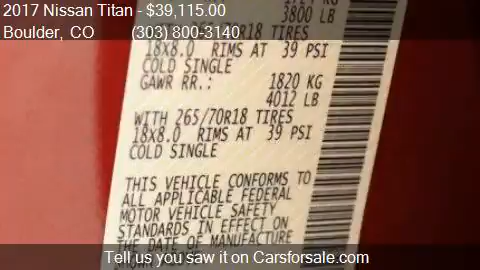 2017 Nissan Titan - $39,115.00
Boulder, CO (303) 800-3140
3800 LB
265/70R18 TIRES
18X8.0 RIMS AT 39 PSI
COLD SINGLE
GAWR RR.: 1820 KG
4012 LB
WITH 265/70R18 TIRES
18X8.0 RIMS AT 39 PSI
COLD SINGLE
THIS VEHICLE CONFORMS TO
ALL APPLICABLE FEDERAL
MOTOR VEHICLE SAFETY
STANDARDS IN EFFECT ON
THE DATE OF MANUFACTURE
Tell us you saw it on Carsforsale.com